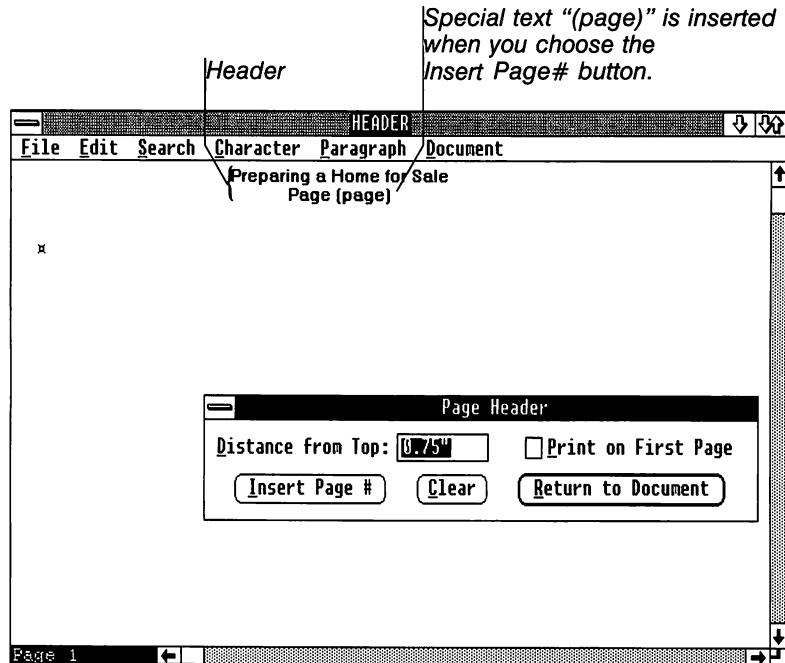 Special text “(page)” is inserted
when you choose the
Header
Insert Page# button.
HEADER
File Edit Search Character Paragraph Document
Preparing a Home for Sale
Page (page)
¤
Page Header
Distance from Top: 0.75" Print on First Page
Insert Page # Clear Return to Document
Page 1